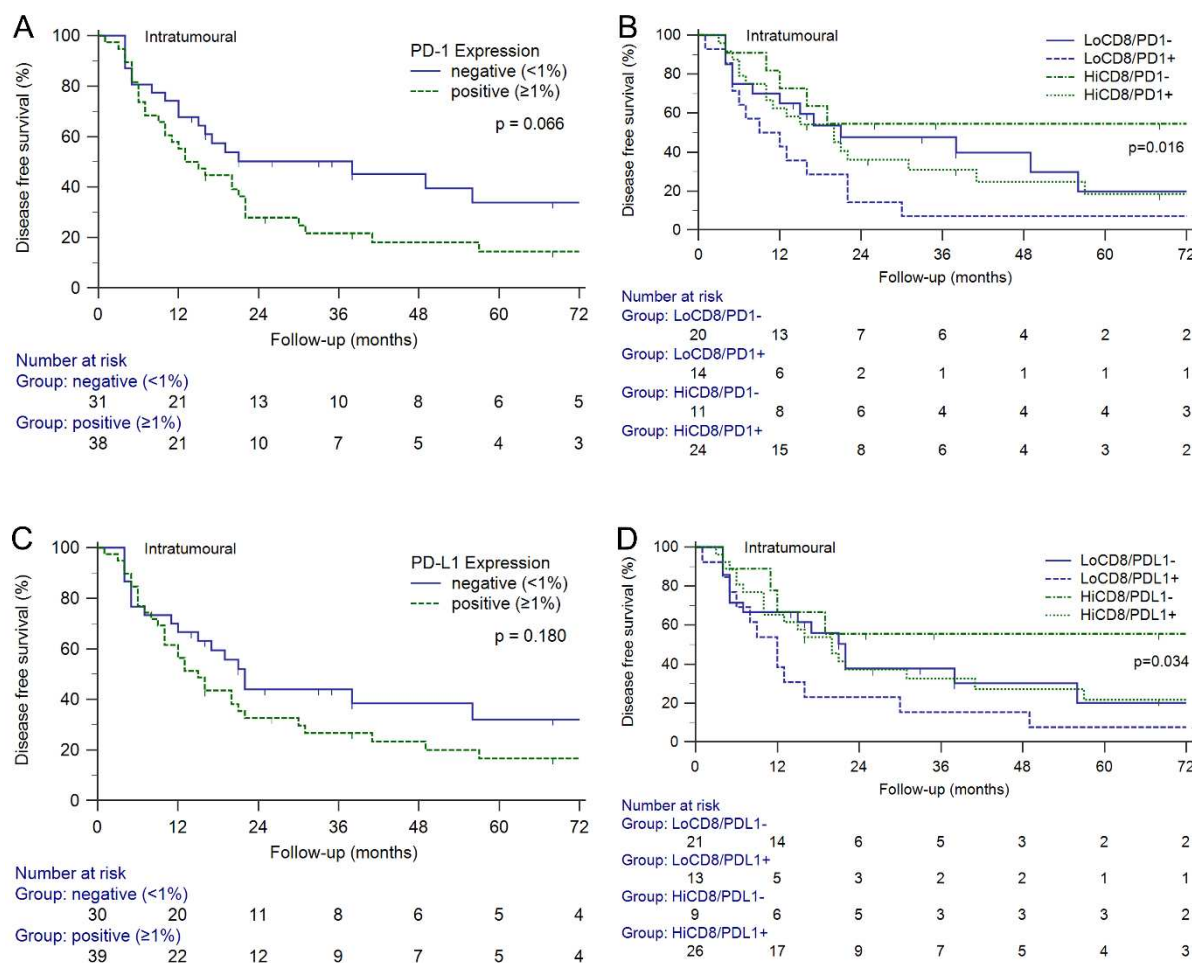 A
Intratumoural
PD-1 Expression
negative (<1%)
positive (≥1%)
p = 0.066
Disease free survival (%)
100
80
60
40
20
0
0 12 24 36 48 60 72
Follow-up (months)
Number at risk
Group: negative (<1%)
31 21 13 10 8 6 5
Group: positive (≥1%)
38 21 10 7 5 4 3
B
Intratumoural
LoCD8/PD1-
LoCD8/PD1+
HiCD8/PD1-
HiCD8/PD1+
p=0.016
Disease free survival (%)
100
80
60
40
20
0
0 12 24 36 48 60 72
Follow-up (months)
Number at risk
Group: LoCD8/PD1-
20 13 7 6 4 2 2
Group: LoCD8/PD1+
14 6 2 1 1 1 1
Group: HiCD8/PD1-
11 8 6 4 4 4 3
Group: HiCD8/PD1+
24 15 8 6 4 3 2
C
Intratumoural
PD-L1 Expression
negative (<1%)
positive (≥1%)
p = 0.180
Disease free survival (%)
100
80
60
40
20
0
0 12 24 36 48 60 72
Follow-up (months)
Number at risk
Group: negative (<1%)
30 20 11 8 6 5 4
Group: positive (≥1%)
39 22 12 9 7 5 4
D
Intratumoural
LoCD8/PDL1-
LoCD8/PDL1+
HiCD8/PDL1-
HiCD8/PDL1+
p=0.034
Disease free survival (%)
100
80
60
40
20
0
0 12 24 36 48 60 72
Follow-up (months)
Number at risk
Group: LoCD8/PDL1-
21 14 6 5 3 2 2
Group: LoCD8/PDL1+
13 5 3 2 2 1 1
Group: HiCD8/PDL1-
9 6 5 3 3 3 2
Group: HiCD8/PDL1+
26 17 9 7 5 4 3